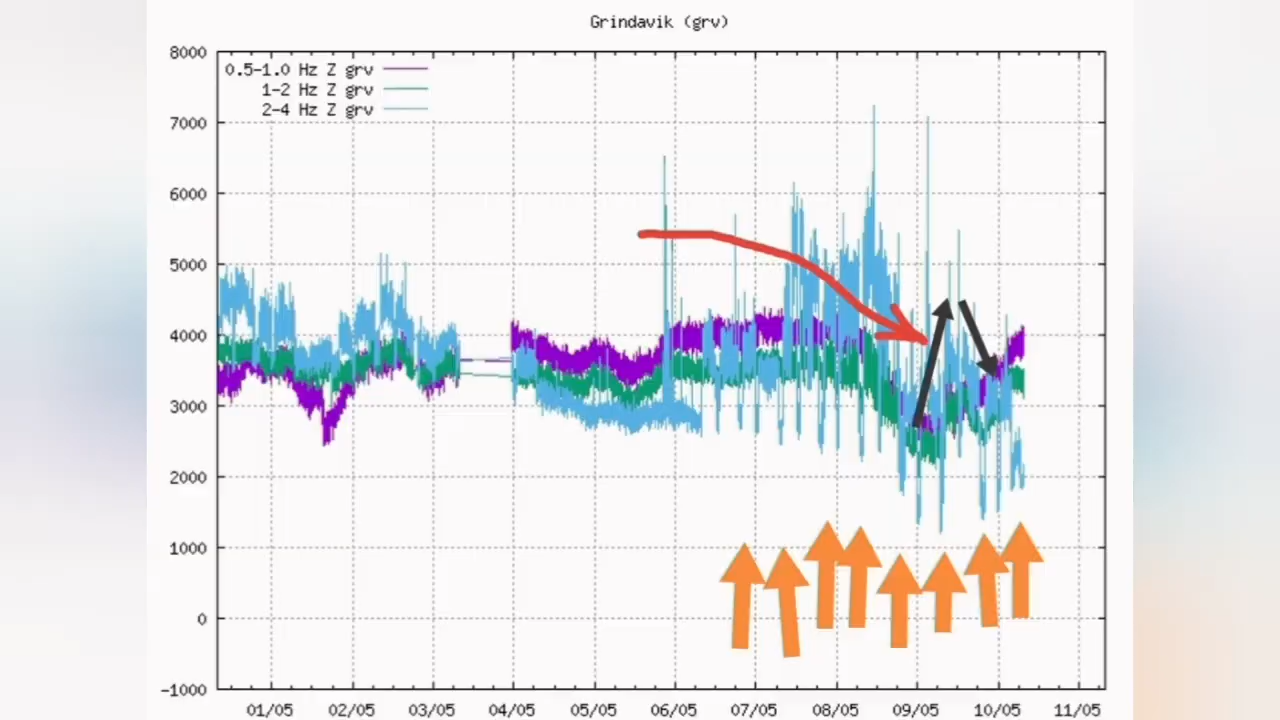 Grindavik (grv)
8000
0.5-1.0 Hz Z grv
1-2 Hz Z grv
2-4 Hz Z grv
7000
6000
5000
4000
3000
2000
1000
0
-1000
01/05 02/05 03/05 04/05 05/05 06/05 07/05 08/05 09/05 10/05 11/05